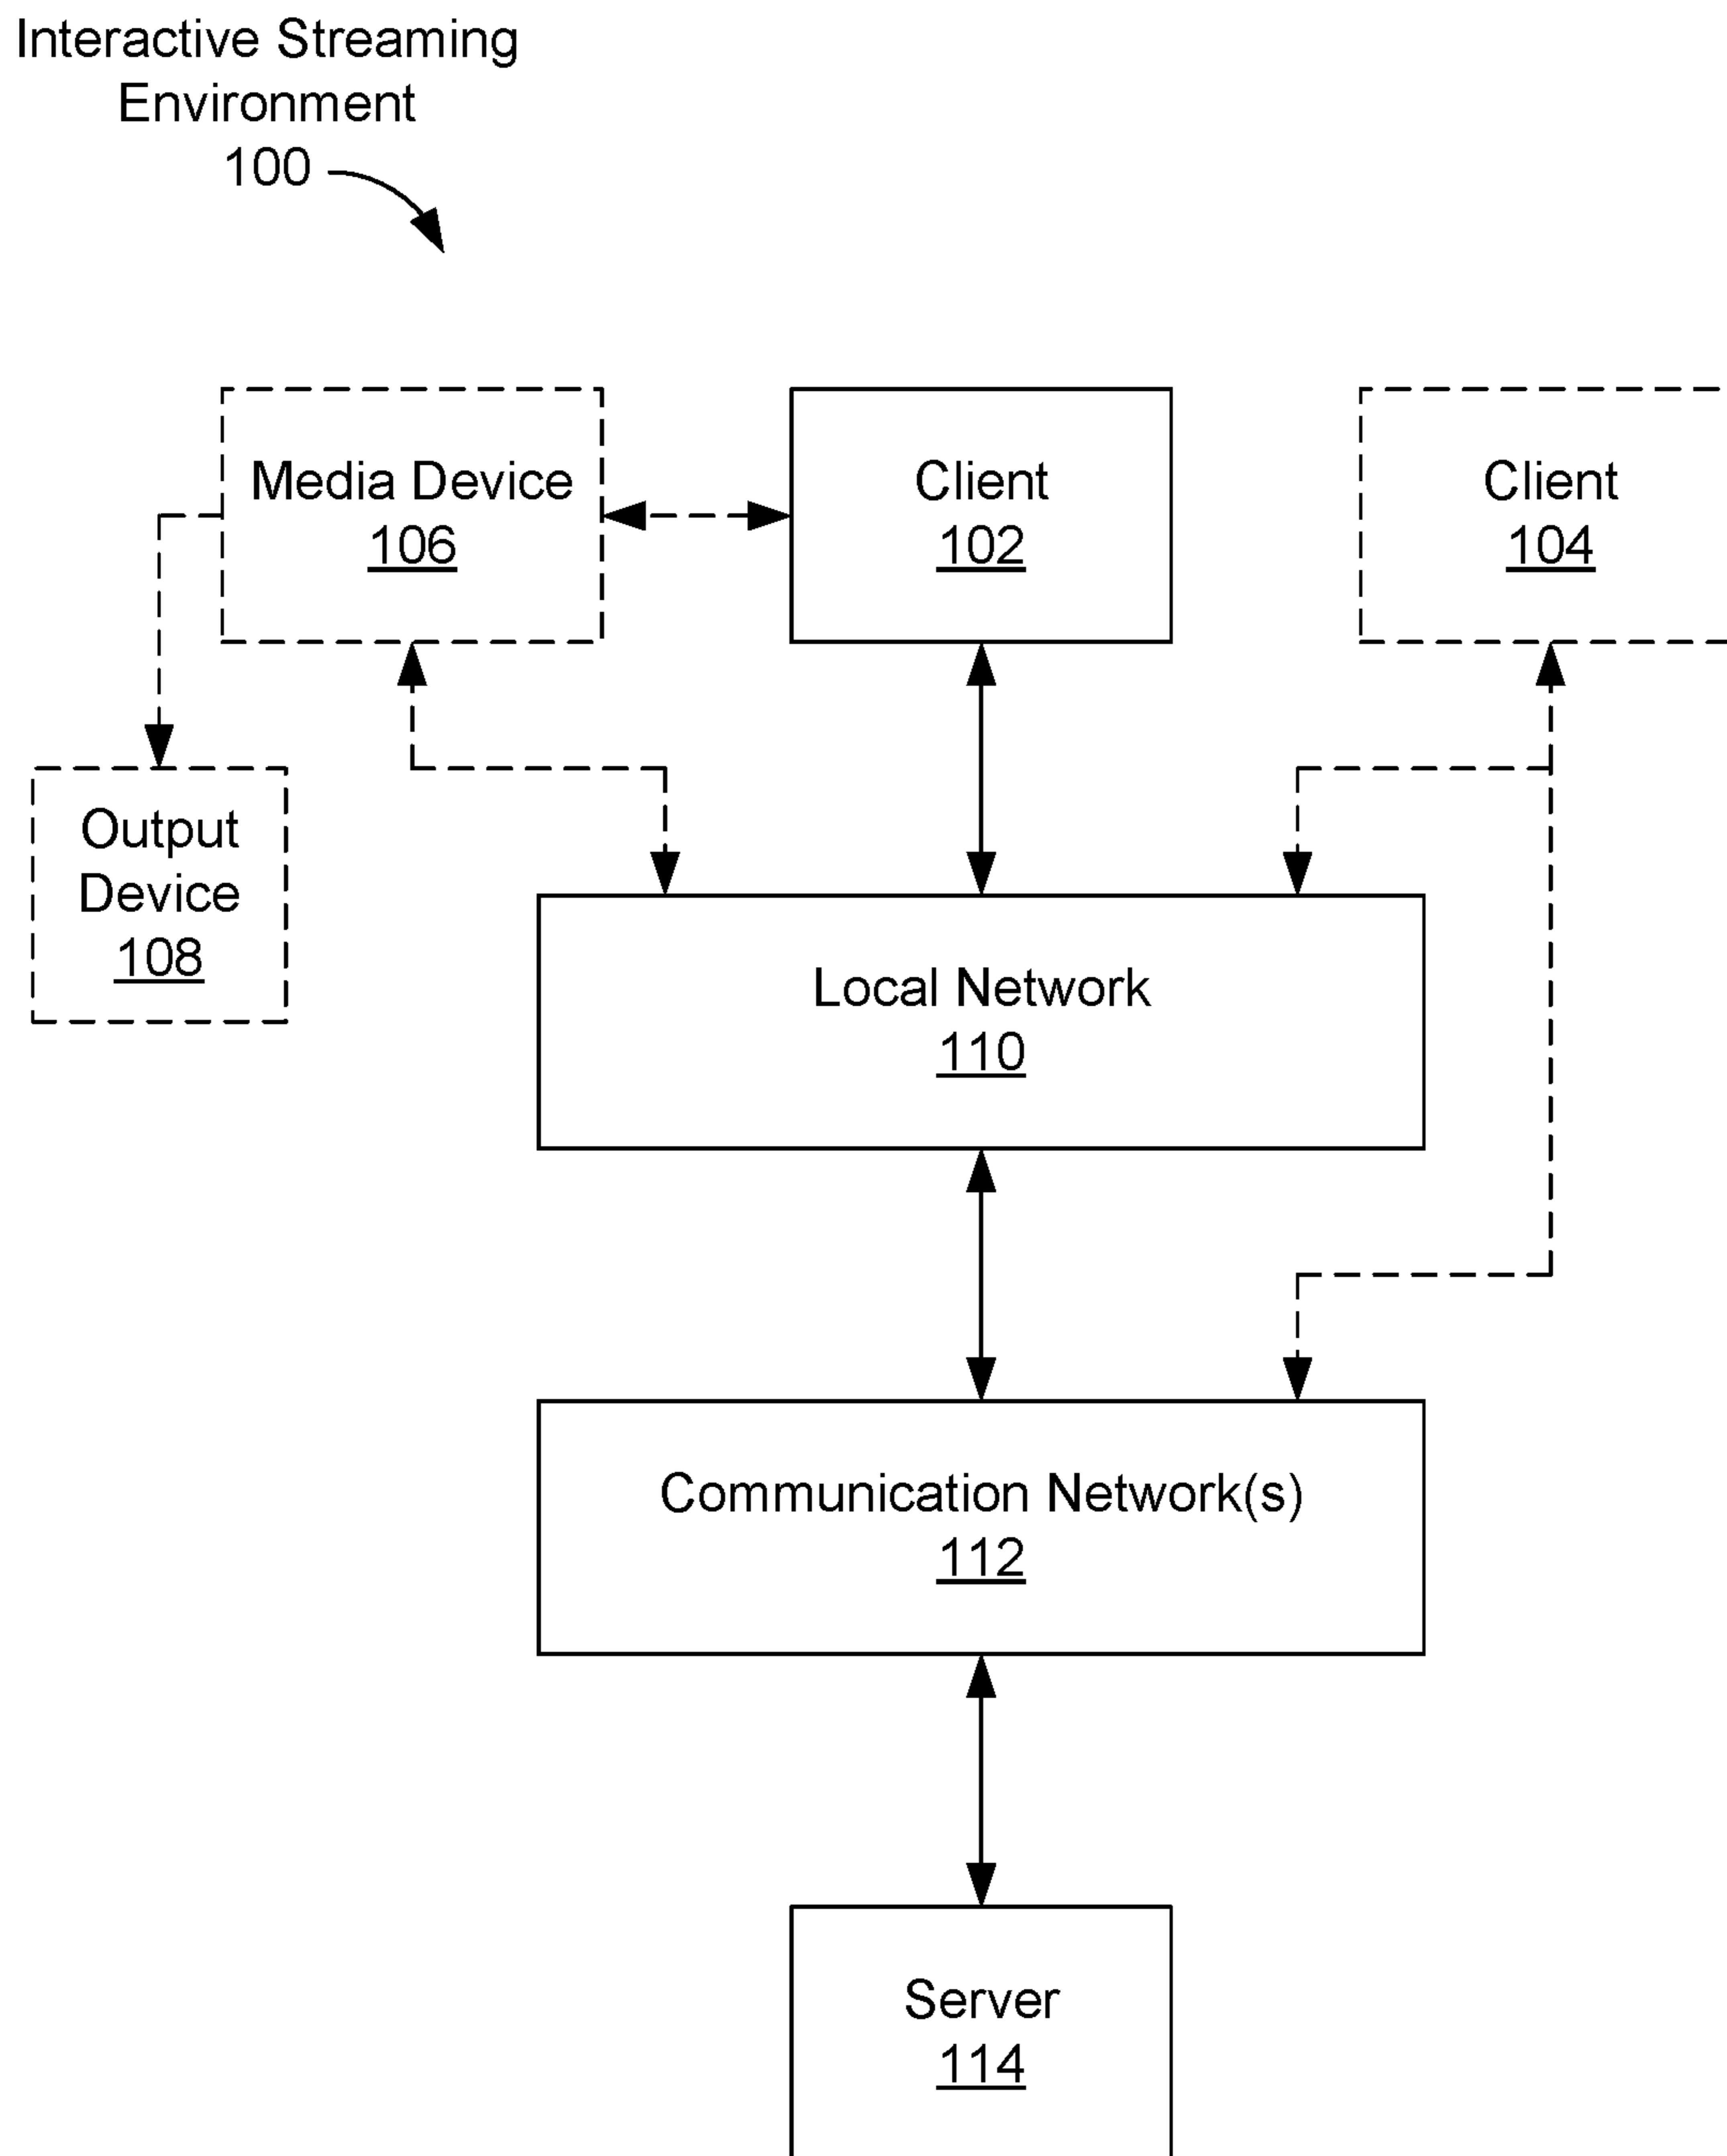 Interactive Streaming
Environment
100
Media Device
106
Client
102
Client
104
Output
Device
108
Local Network
110
Communication Network(s)
112
Server
114